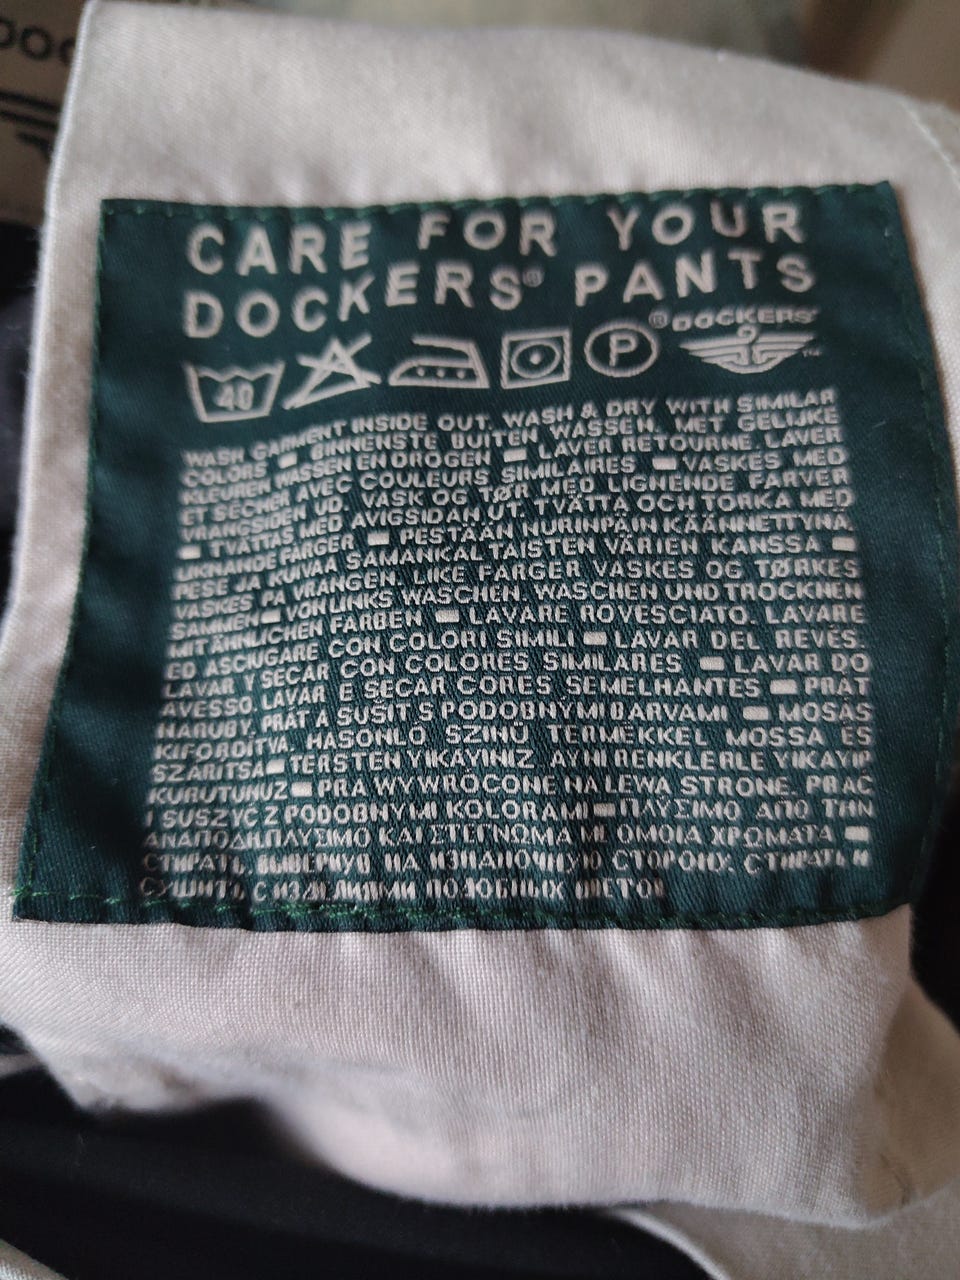 DOC
CARE FOR YOUR
DOCKERS® PANTS
40
P
® DOCKERS®
™
WASH GARMENT INSIDE OUT. WASH & DRY WITH SIMILAR
COLORS ▬ BINNENSTE BUITEN WASSEN. MET GELIJKE
KLEUREN WASSEN EN DROGEN ▬ LAVER RETOURNE. LAVER
ET SECHER AVEC COULEURS SIMILAIRES ▬ VASKES MED
VRANGSIDEN UD. VASK OG TØR MED LIGNENDE FARVER
▬ TVÄTTAS MED AVIGSIDAN UT. TVÄTTA OCH TORKA MED
LIKNANDE FÄRGER ▬ PESTÄÄN NURINPÄIN KÄÄNNETTYNÄ.
PESE JA KUIVAA SAMANKALTAISTEN VÄRIEN KANSSA ▬
VASKES PÅ VRANGEN. LIKE FARGER VASKES OG TØRKES
SAMMEN ▬ VON LINKS WASCHEN. WASCHEN UND TROCKNEN
MIT ÄHNLICHEN FARBEN ▬ LAVARE ROVESCIATO. LAVARE
ED ASCIUGARE CON COLORI SIMILI ▬ LAVAR DEL REVÉS.
LAVAR Y SECAR CON COLORES SIMILARES ▬ LAVAR DO
AVESSO. LAVAR E SECAR CORES SEMELHANTES ▬ PRÁT
NARUBY. PRÁT A SUŠIT S PODOBNÝMI BARVAMI ▬ MOSÁS
KIFORDÍTVA. HASONLÓ SZINŰ TERMÉKKEL MOSSA ÉS
SZÁRÍTSA ▬ TERSTEN YIKAYINIZ. AYNI RENKLERLE YIKAYIP
KURUTUNUZ ▬ PRAĆ WYWRÓCONE NA LEWĄ STRONĘ. PRAĆ
I SUSZYĆ Z PODOBNYMI KOLORAMI ▬ ΠΛΥΣΙΜΟ ΑΠΟ ΤΗΝ
ΑΝΑΠΟΔΗ.ΠΛΥΣΙΜΟ ΚΑΙ ΣΤΕΓΝΩΜΑ ΜΕ ΟΜΟΙΑ ΧΡΩΜΑΤΑ ▬
СТИРАТЬ, ВЫВЕРНУВ НА ИЗНАНОЧНУЮ СТОРОНУ. СТИРАТЬ И
СУШИТЬ С ИЗДЕЛИЯМИ ПОДОБНЫХ ЦВЕТОВ